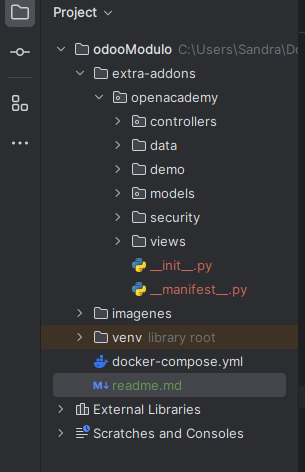 Project
odooModulo C:\Users\Sandra\Do
extra-addons
openacademy
controllers
data
demo
models
security
views
__init__.py
__manifest__.py
imagenes
venv library root
docker-compose.yml
M↓ readme.md
External Libraries
Scratches and Consoles